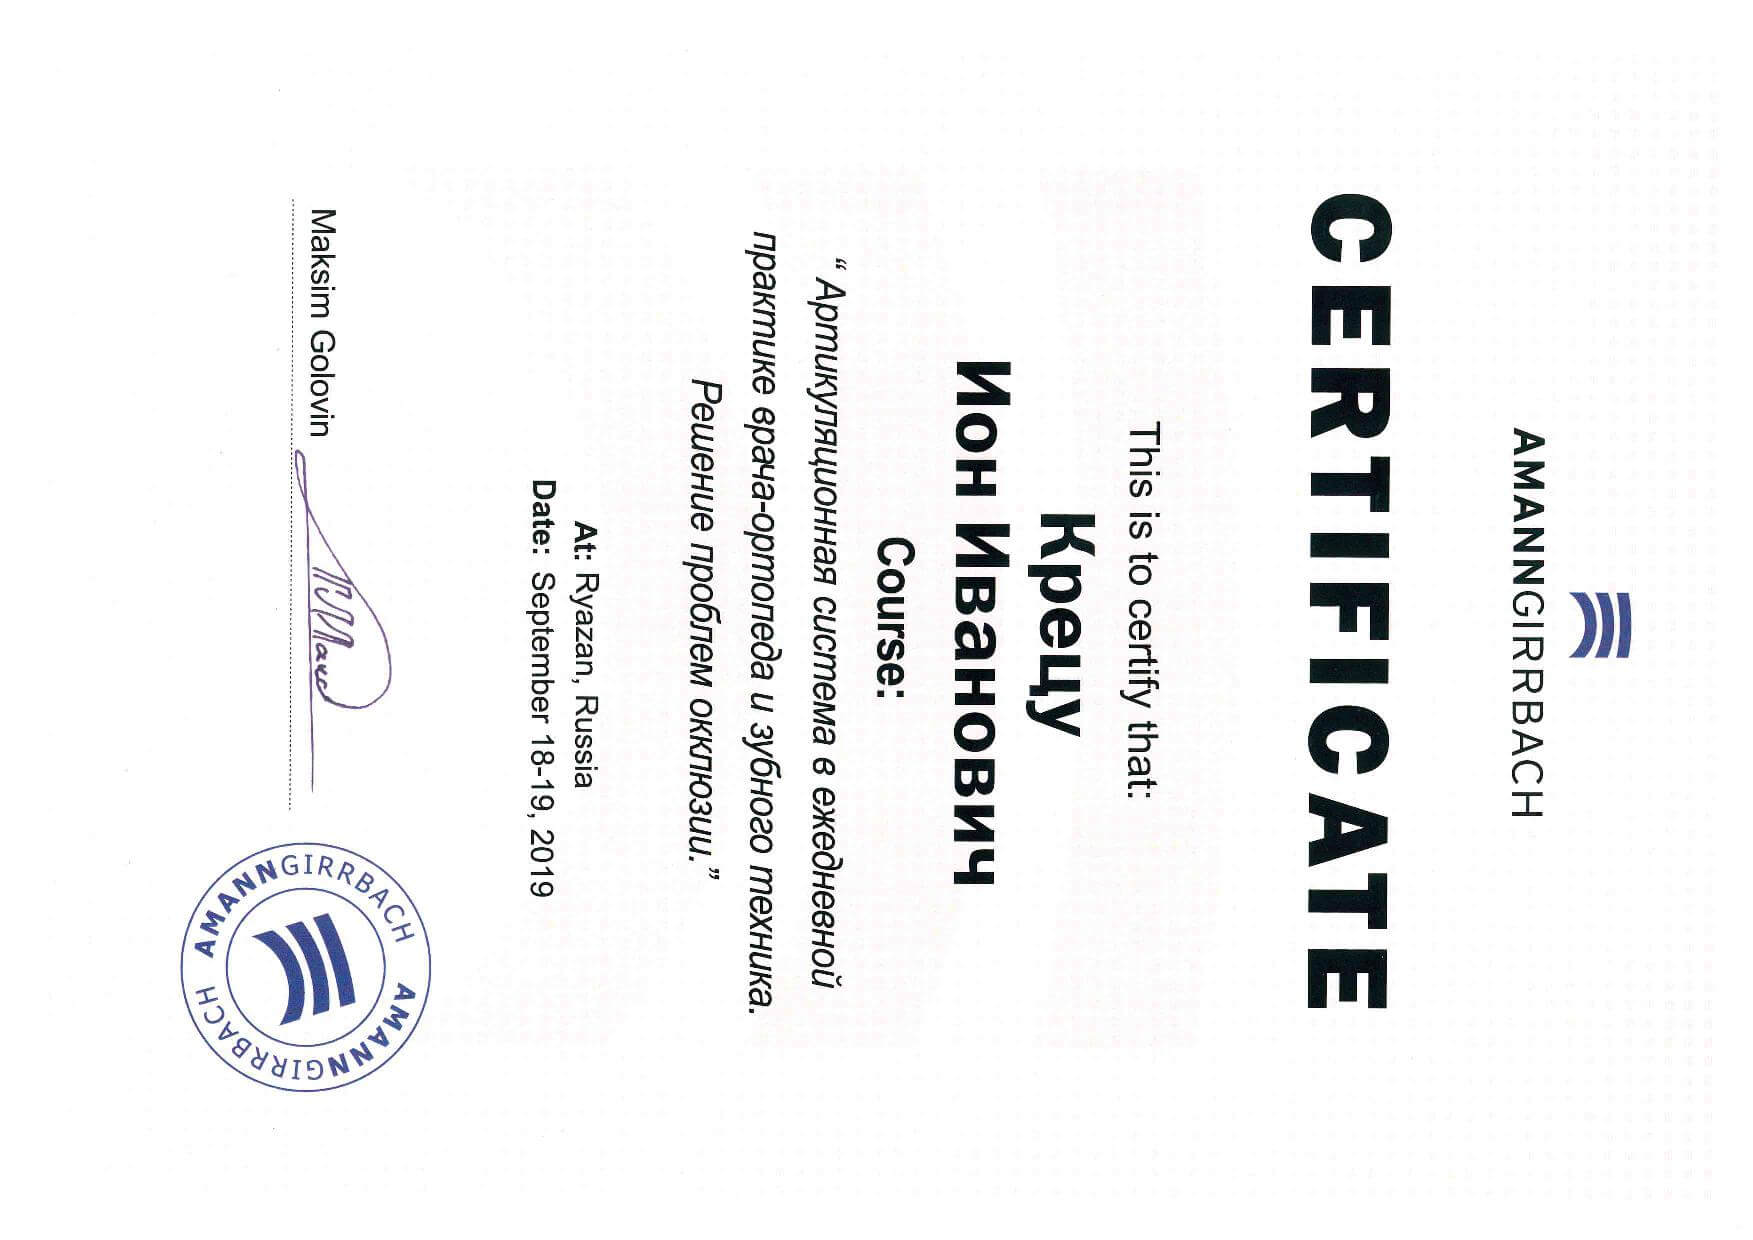 AMANNGIRRBACH
CERTIFICATE
This is to certify that:
Крецу
Ион Иванович
Course:
“ Артикуляционная система в ежедневной
практике врача-ортопеда и зубного техника.
Решение проблем окклюзии.”
At: Ryazan, Russia
Date: September 18-19, 2019
Maksim Golovin
AMANNGIRRBACH AMANNGIRRBACH